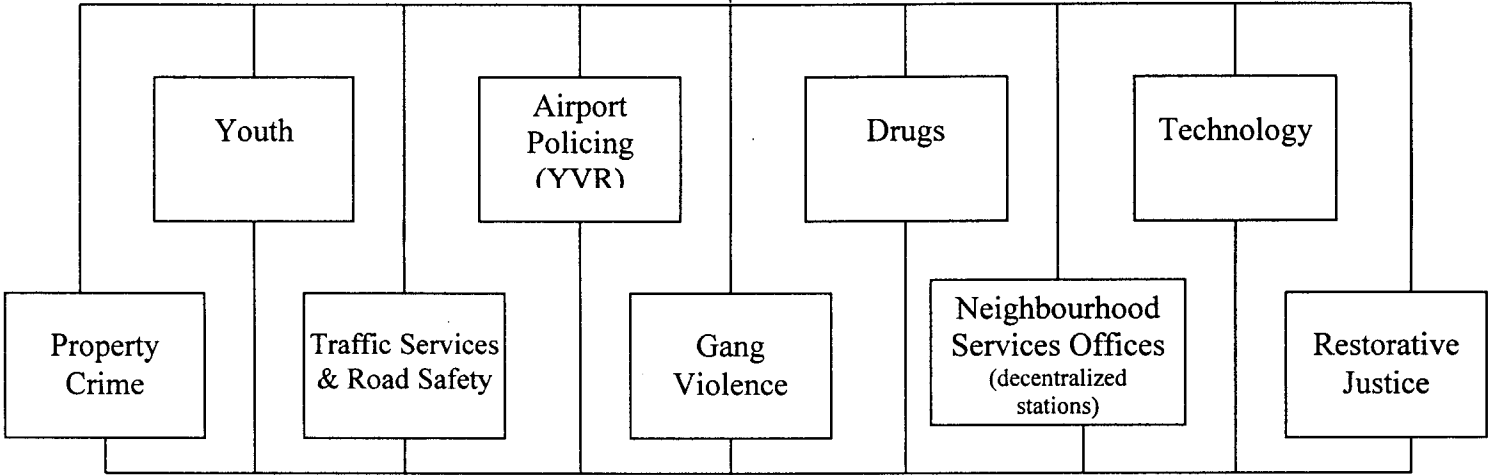 Youth
Airport
Policing
(YVR)
Drugs
Technology
Property
Crime
Traffic Services
& Road Safety
Gang
Violence
Neighbourhood
Services Offices
(decentralized
stations)
Restorative
Justice